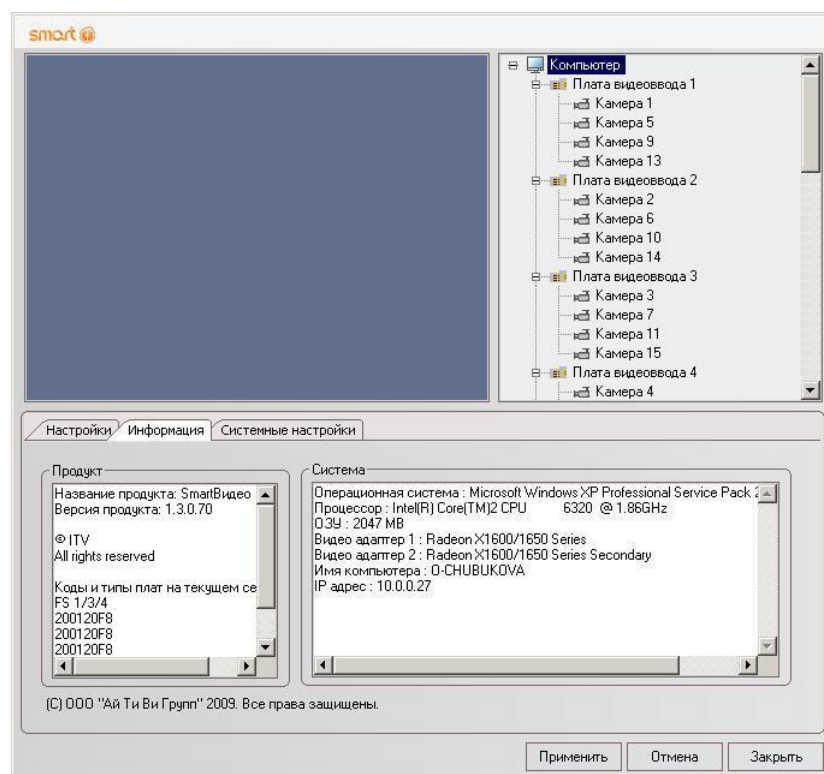 smart
Компьютер
Плата видеоввода 1
Камера 1
Камера 5
Камера 9
Камера 13
Плата видеоввода 2
Камера 2
Камера 6
Камера 10
Камера 14
Плата видеоввода 3
Камера 3
Камера 7
Камера 11
Камера 15
Плата видеоввода 4
Камера 4
Настройки Информация Системные настройки
Продукт
Название продукта: SmartВидео
Версия продукта: 1.3.0.70
© ITV
All rights reserved
Коды и типы плат на текущем се
FS 1/3/4
200120F8
200120F8
200120F8
Система
Операционная система : Microsoft Windows XP Professional Service Pack 2
Процессор : Intel(R) Core(TM)2 CPU 6320 @ 1.86GHz
ОЗУ : 2047 MB
Видео адаптер 1 : Radeon X1600/1650 Series
Видео адаптер 2 : Radeon X1600/1650 Series Secondary
Имя компьютера : O-CHUBUKOVA
IP адрес : 10.0.0.27
(С) ООО "Ай Ти Ви Групп" 2009. Все права защищены.
Применить Отмена Закрыть